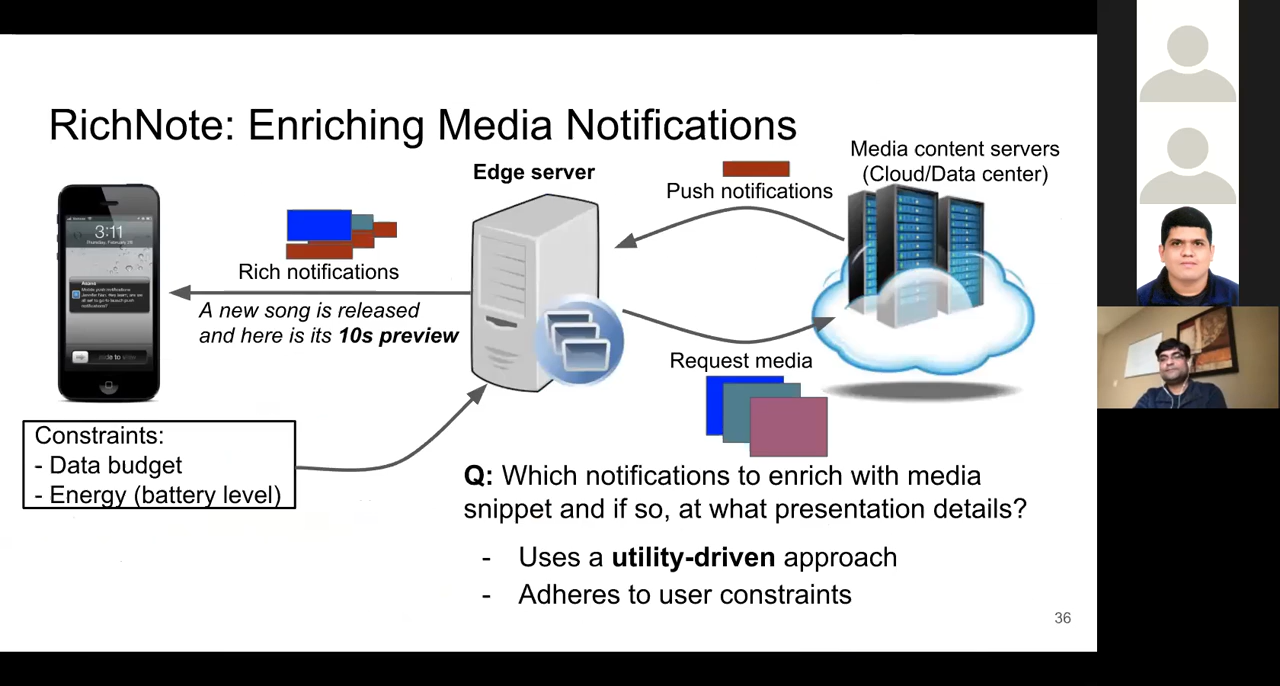 RichNote: Enriching Media Notifications
Media content servers
(Cloud/Data center)
Edge server
Push notifications
3:11
Rich notifications
A new song is released
and here is its 10s preview
Request media
Constraints:
- Data budget
- Energy (battery level)
Q: Which notifications to enrich with media
snippet and if so, at what presentation details?
- Uses a utility-driven approach
- Adheres to user constraints
36